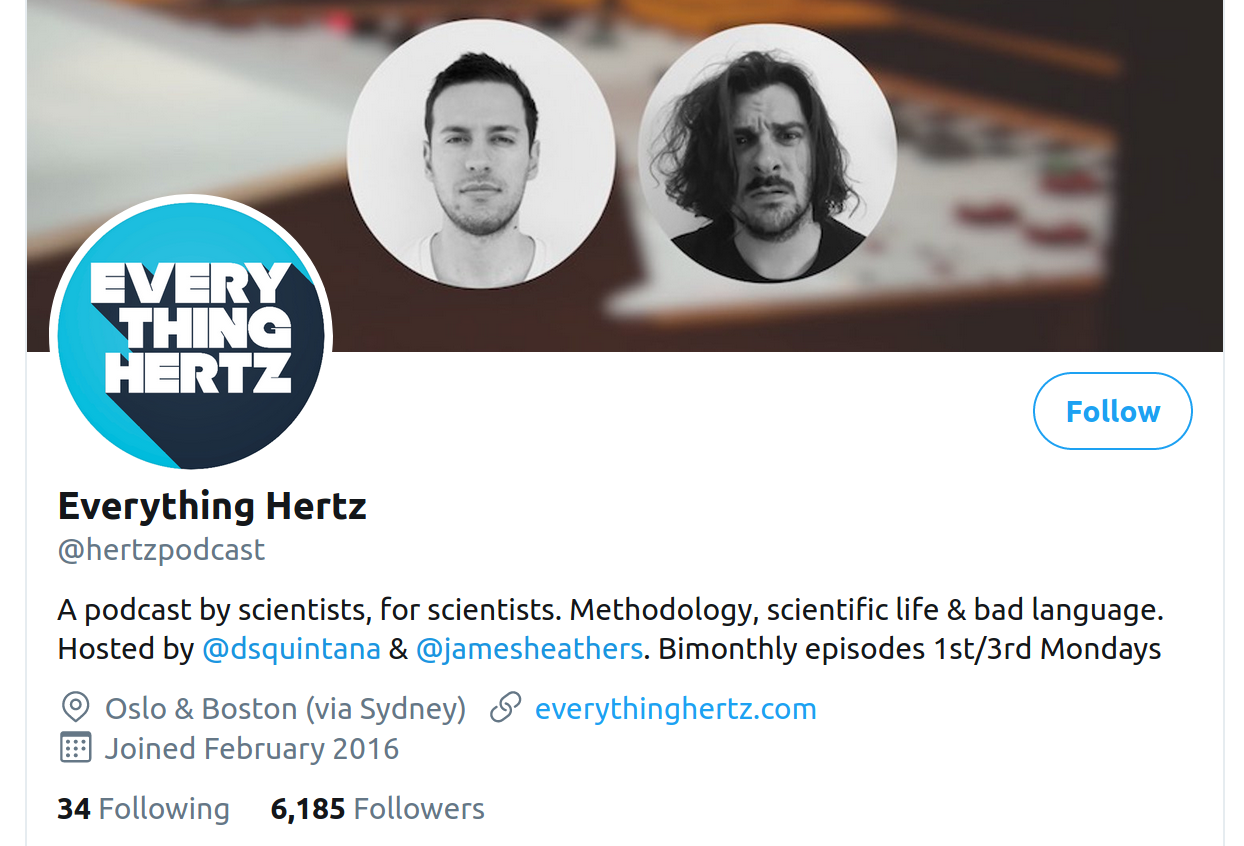 EVERY
THING
HERTZ
Follow
Everything Hertz
@hertzpodcast
A podcast by scientists, for scientists. Methodology, scientific life & bad language.
Hosted by @dsquintana & @jamesheathers. Bimonthly episodes 1st/3rd Mondays
Oslo & Boston (via Sydney) everythinghertz.com
Joined February 2016
34 Following 6,185 Followers